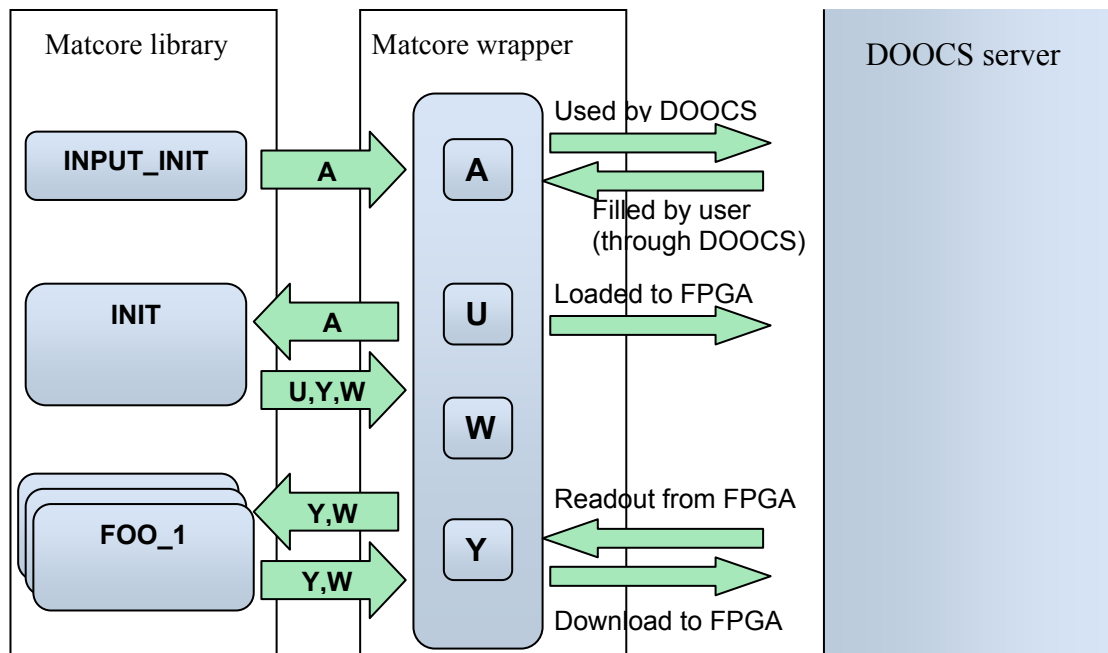 Matcore library
Matcore wrapper
DOOCS server
INPUT_INIT
A
A
Used by DOOCS
Filled by user
(through DOOCS)
INIT
A
U,Y,W
U
Loaded to FPGA
W
FOO_1
Y,W
Y,W
Y
Readout from FPGA
Download to FPGA